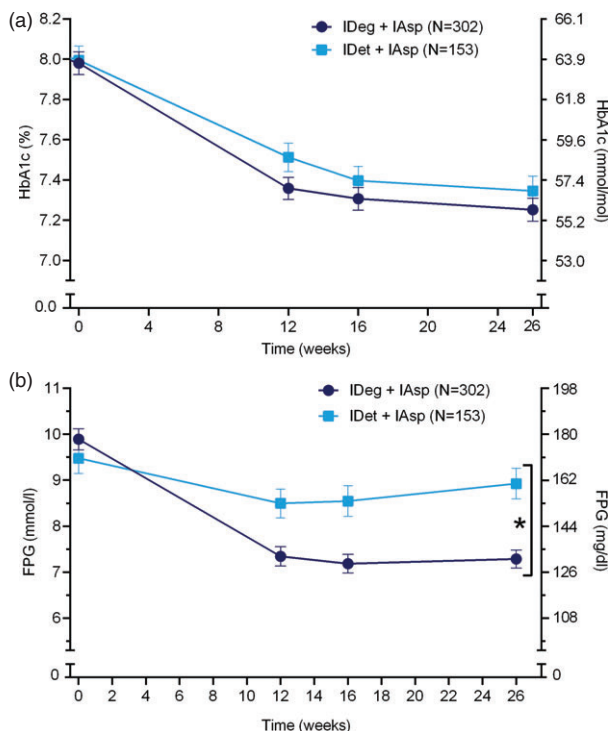 (a)
IDeg + IAsp (N=302)
IDet + IAsp (N=153)
HbA1c (%)
8.2
8.0
7.8
7.6
7.4
7.2
7.0
0.0
HbA1c (mmol/mol)
66.1
63.9
61.8
59.6
57.4
55.2
53.0
0 4 8 12 16 20 24 26
Time (weeks)
(b)
IDeg + IAsp (N=302)
IDet + IAsp (N=153)
FPG (mmol/l)
11
10
9
8
7
6
0
*
FPG (mg/dl)
198
180
162
144
126
108
0
0 2 4 6 8 10 12 14 16 18 20 22 24 26
Time (weeks)